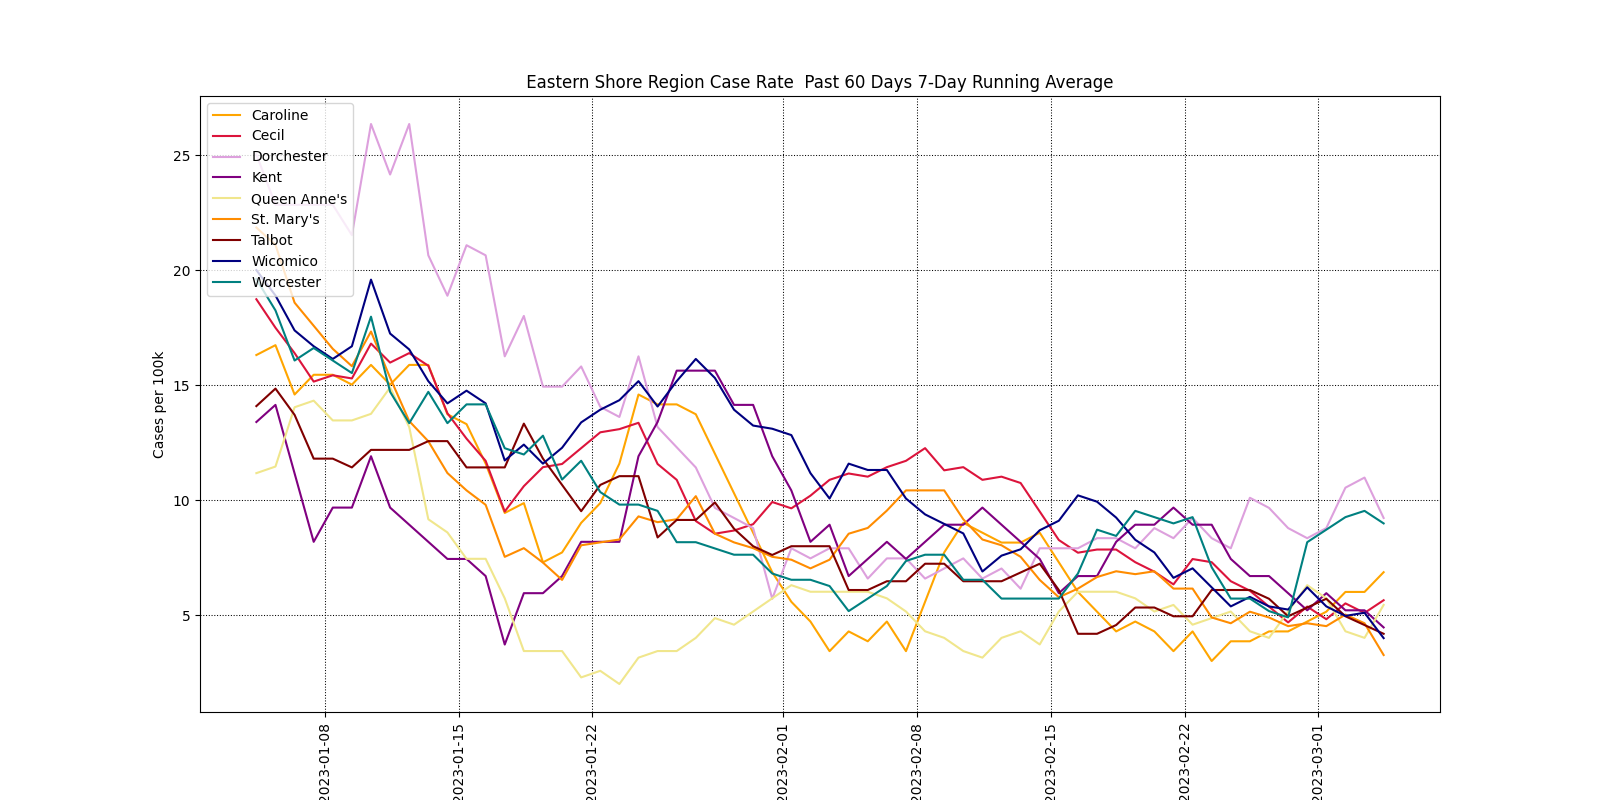 Eastern Shore Region Case Rate  Past 60 Days 7-Day Running Average
Caroline
Cecil
Dorchester
Kent
Queen Anne's
St. Mary's
Talbot
Wicomico
Worcester
Cases per 100k
25
20
15
10
5
2023-01-08
2023-01-15
2023-01-22
2023-02-01
2023-02-08
2023-02-15
2023-02-22
2023-03-01